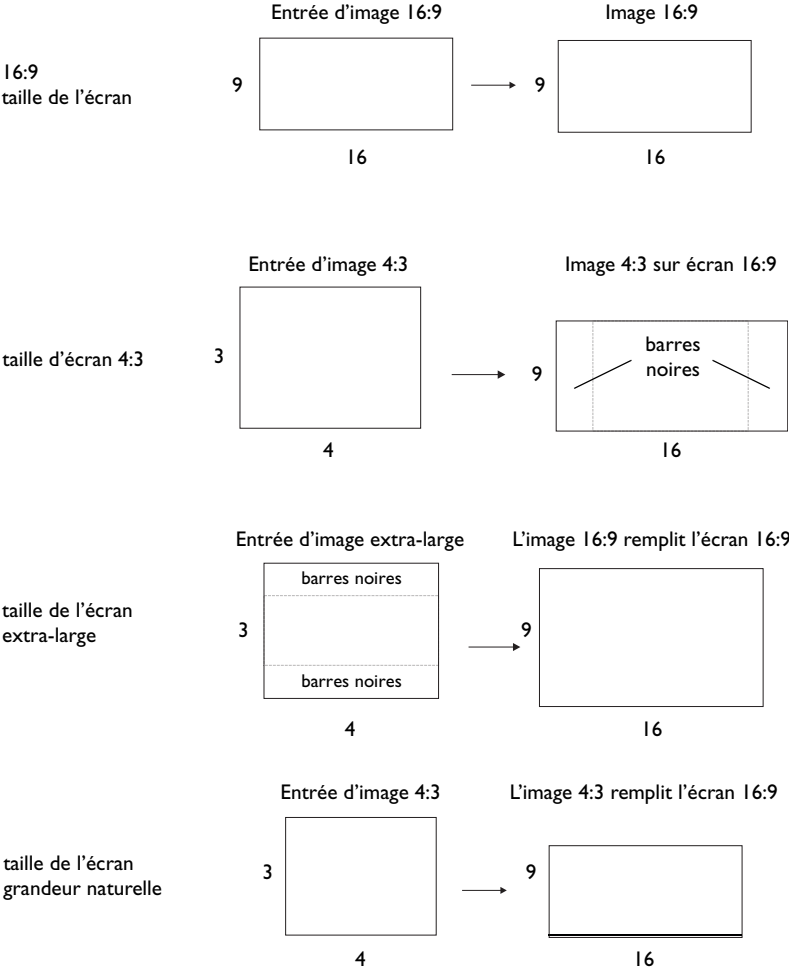 Entrée d'image 16:9
Image 16:9
16:9
taille de l'écran
9
9
16
16
Entrée d'image 4:3
Image 4:3 sur écran 16:9
taille d'écran 4:3
3
9
barres
noires
4
16
Entrée d'image extra-large
L'image 16:9 remplit l'écran 16:9
taille de l'écran
extra-large
barres noires
3
9
barres noires
4
16
Entrée d'image 4:3
L'image 4:3 remplit l'écran 16:9
taille de l'écran
grandeur naturelle
3
9
4
16